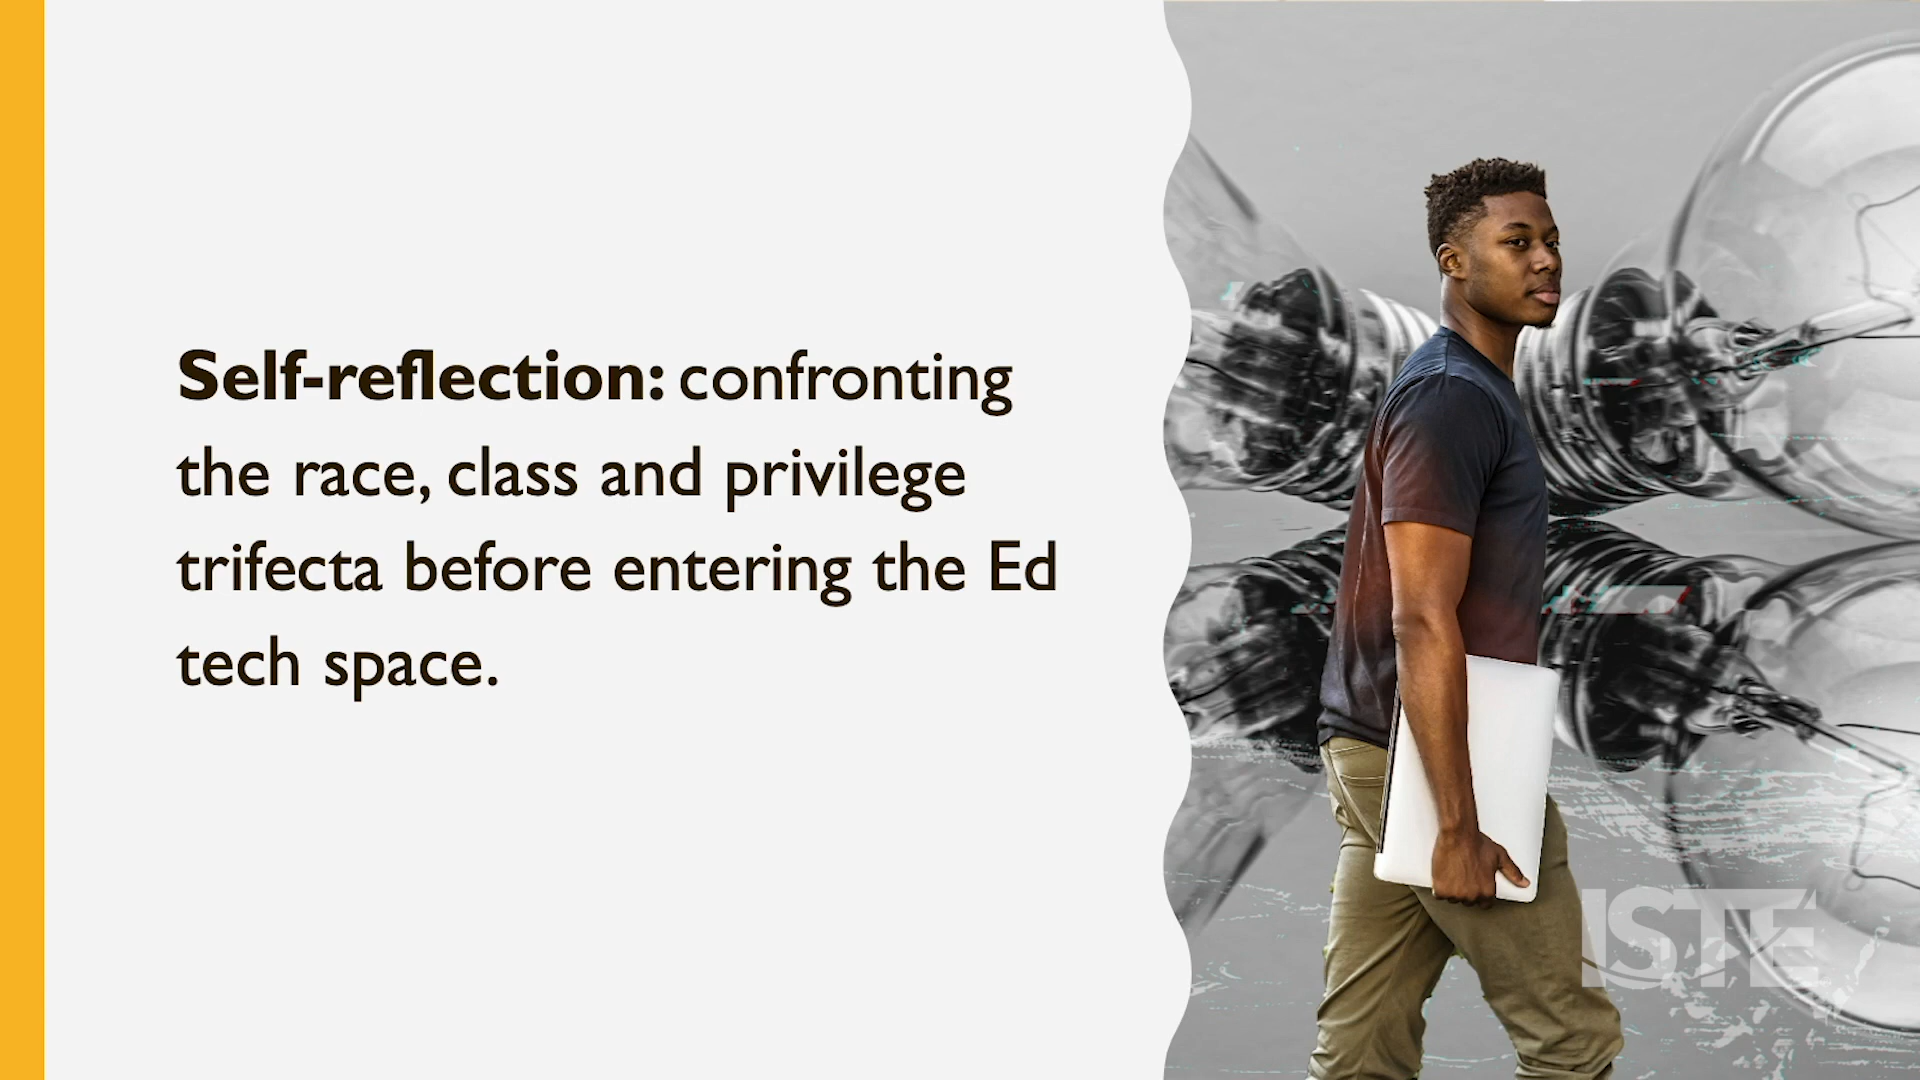 Self-reflection: confronting
the race, class and privilege
trifecta before entering the Ed
tech space.
ISTE